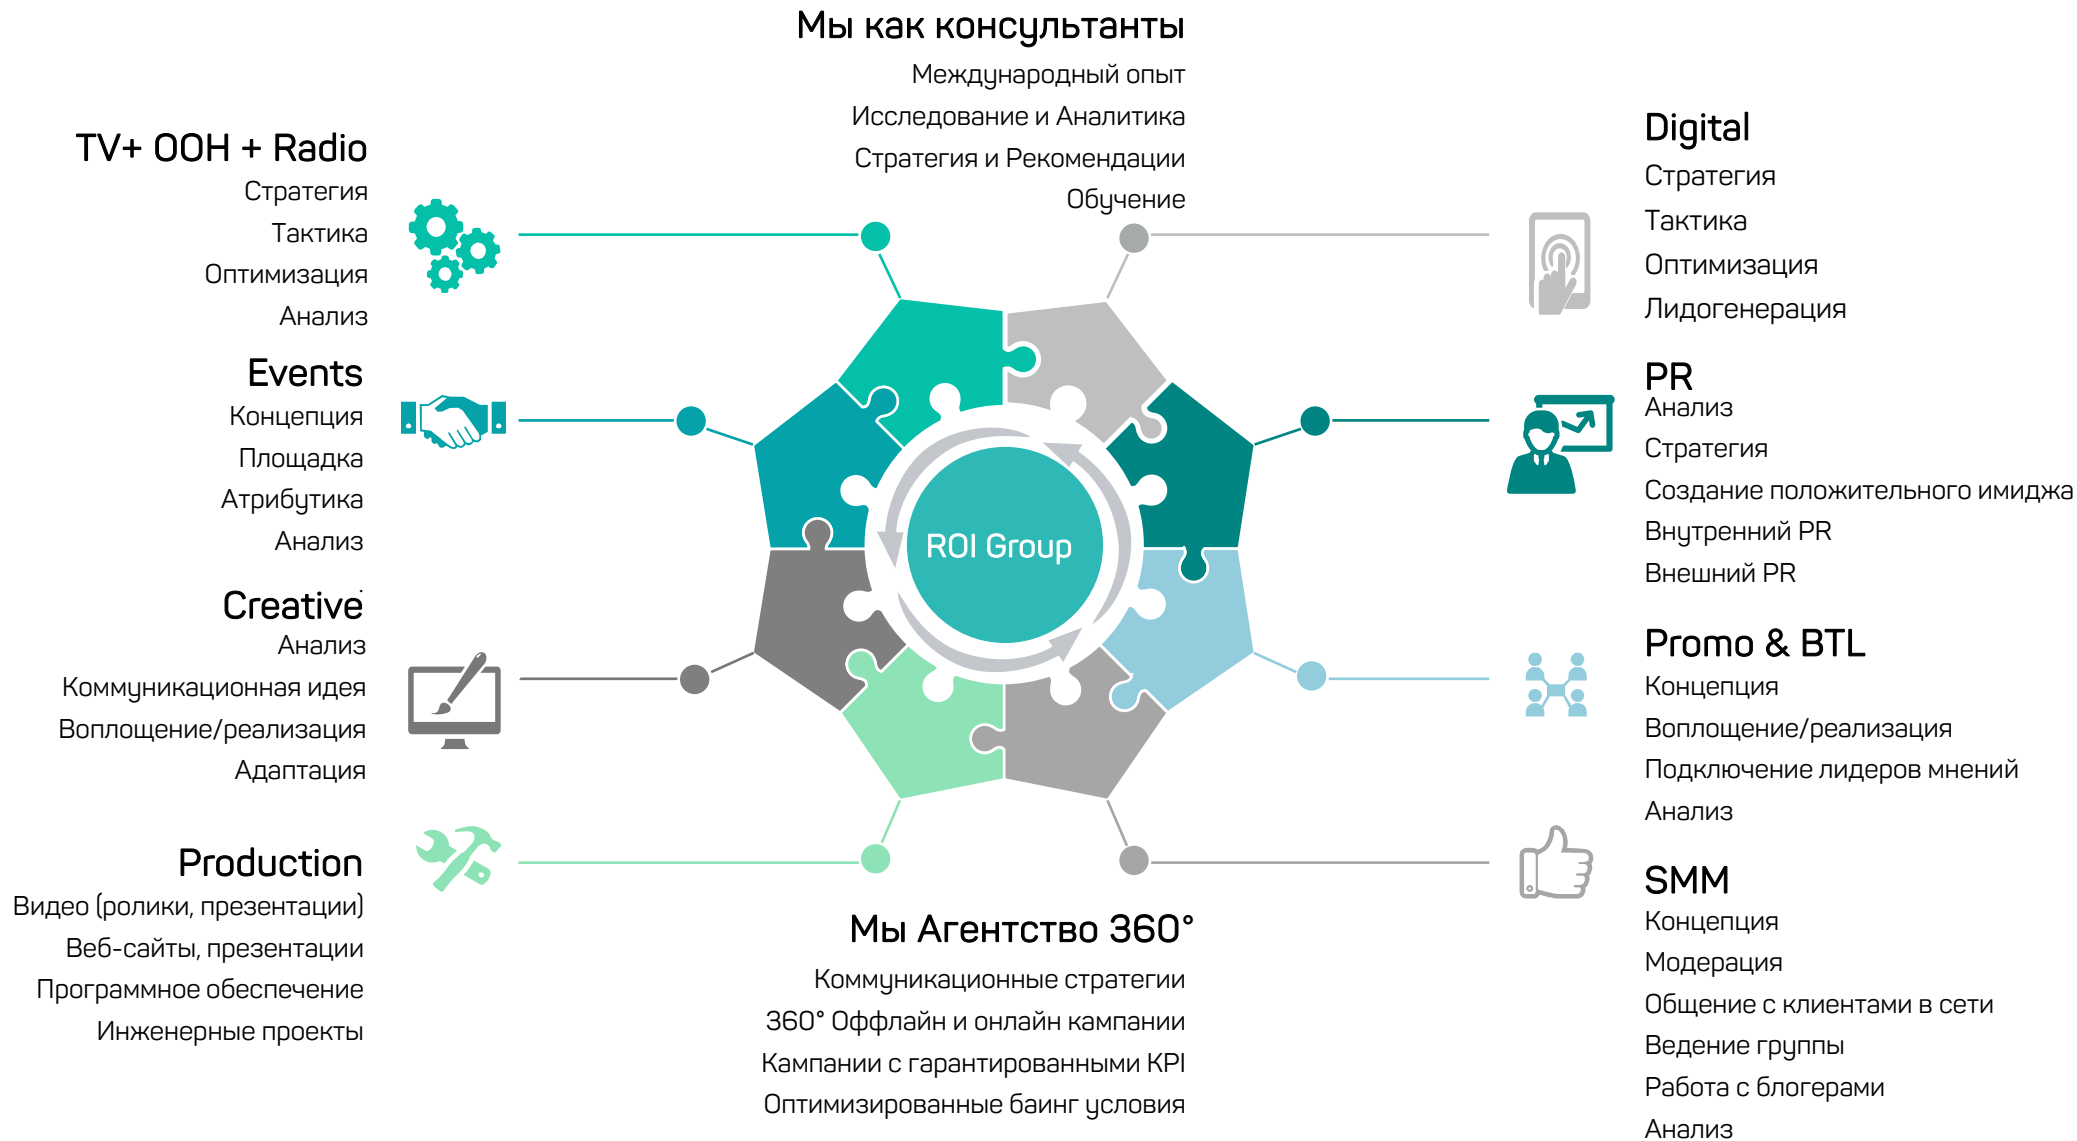 Мы как консультанты
Международный опыт
Исследование и Аналитика
Стратегия и Рекомендации
Обучение
TV+ OOH + Radio
Стратегия
Тактика
Оптимизация
Анализ
Events
Концепция
Площадка
Атрибутика
Анализ
Creative
Анализ
Коммуникационная идея
Воплощение/реализация
Адаптация
Production
Видео (ролики, презентации)
Веб-сайты, презентации
Программное обеспечение
Инженерные проекты
ROI Group
Digital
Стратегия
Тактика
Оптимизация
Лидогенерация
PR
Анализ
Стратегия
Создание положительного имиджа
Внутренний PR
Внешний PR
Promo & BTL
Концепция
Воплощение/реализация
Подключение лидеров мнений
Анализ
SMM
Концепция
Модерация
Общение с клиентами в сети
Ведение группы
Работа с блогерами
Анализ
Мы Агентство 360°
Коммуникационные стратегии
360° Оффлайн и онлайн кампании
Кампании с гарантированными KPI
Оптимизированные баинг условия